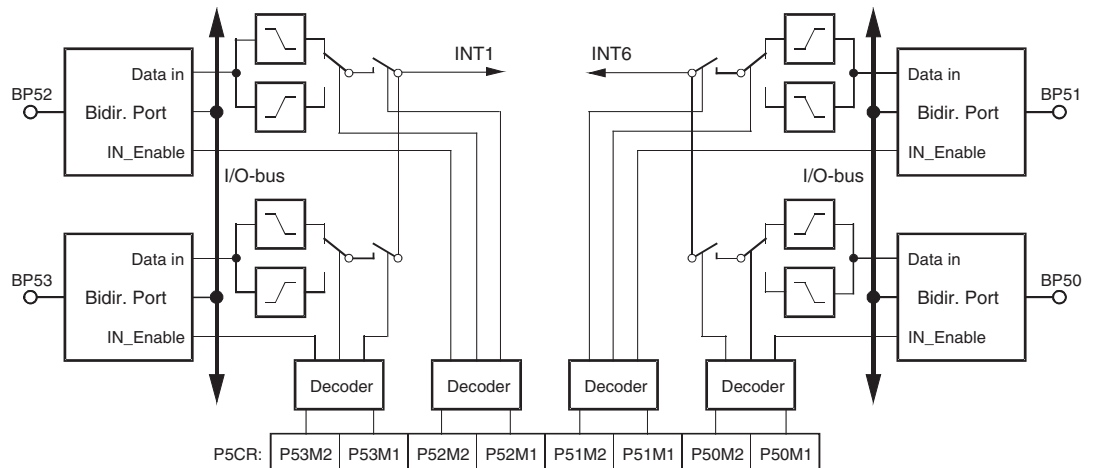 INT1 INT6
Data in Data in
BP52 BP51
Bidir. Port Bidir. Port
IN_Enable IN_Enable
I/O-bus I/O-bus
Data in Data in
BP53 BP50
Bidir. Port Bidir. Port
IN_Enable IN_Enable
Decoder Decoder Decoder Decoder
P5CR: P53M2 P53M1 P52M2 P52M1 P51M2 P51M1 P50M2 P50M1